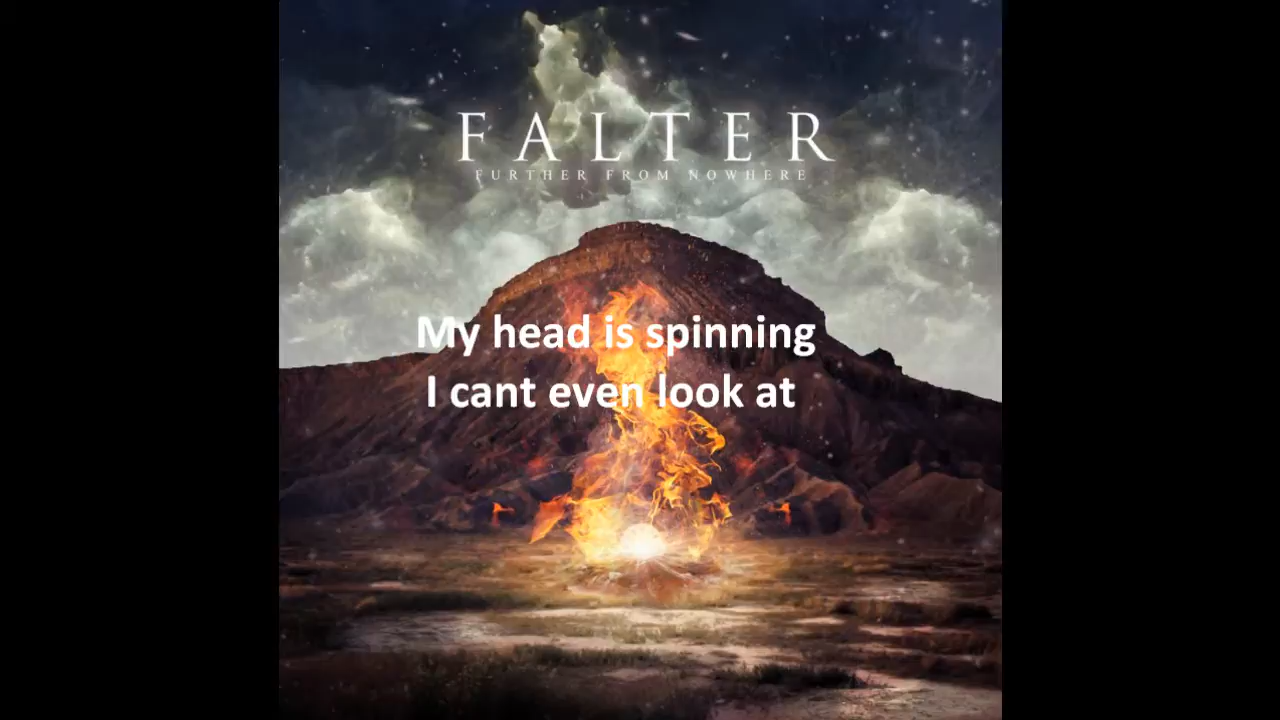 FALTER
FURTHER FROM NOWHERE
My head is spinning
I cant even look at